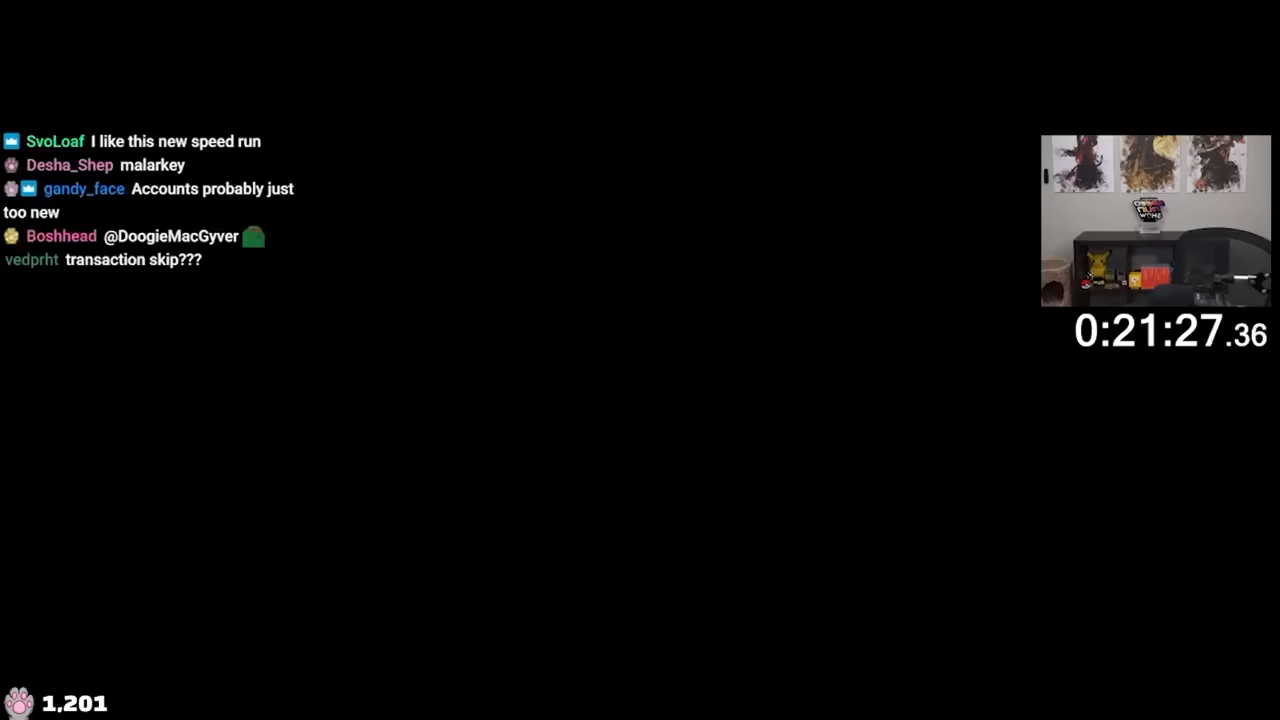 SvoLoaf I like this new speed run
Desha_Shep malarkey
gandy_face Accounts probably just
too new
Boshhead @DoogieMacGyver
vedprht transaction skip???
0:21:27.36
1,201